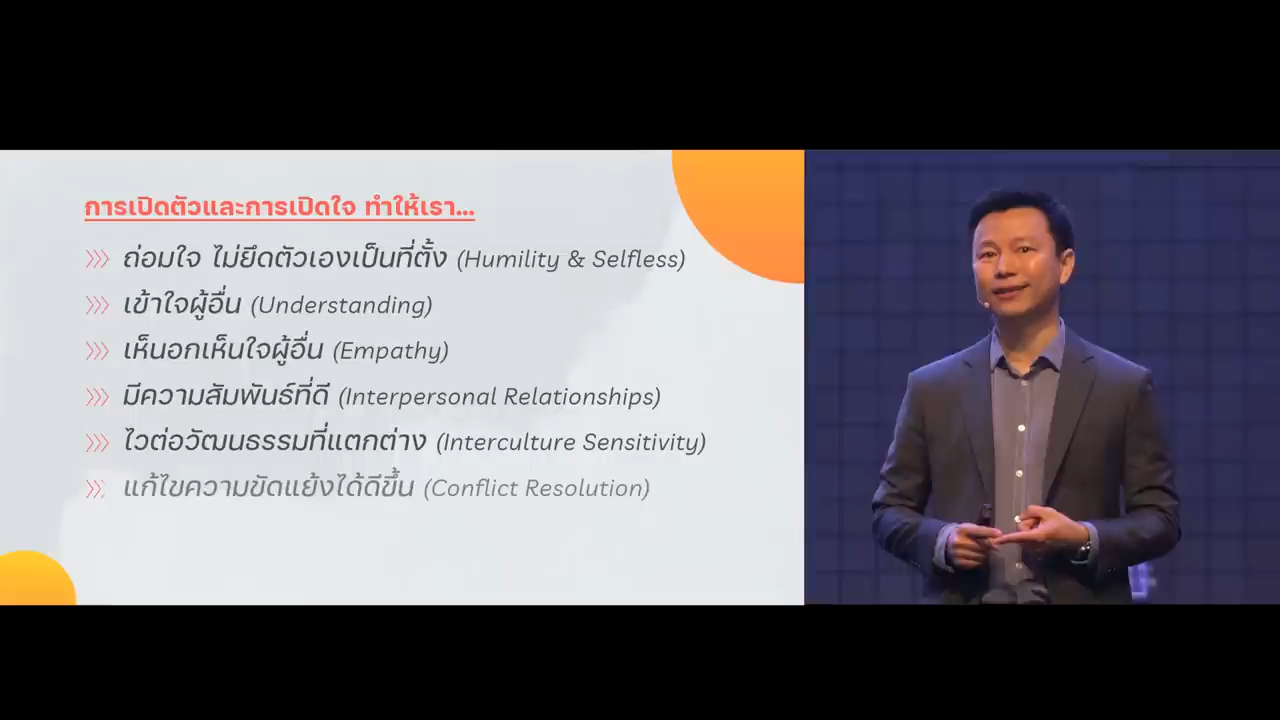 การเปิดตัวและการเปิดใจ ทำให้เรา...
ถ่อมใจ ไม่ยึดตัวเองเป็นที่ตั้ง (Humility & Selfless)
เข้าใจผู้อื่น (Understanding)
เห็นอกเห็นใจผู้อื่น (Empathy)
มีความสัมพันธ์ที่ดี (Interpersonal Relationships)
ไวต่อวัฒนธรรมที่แตกต่าง (Interculture Sensitivity)
แก้ไขความขัดแย้งได้ดีขึ้น (Conflict Resolution)